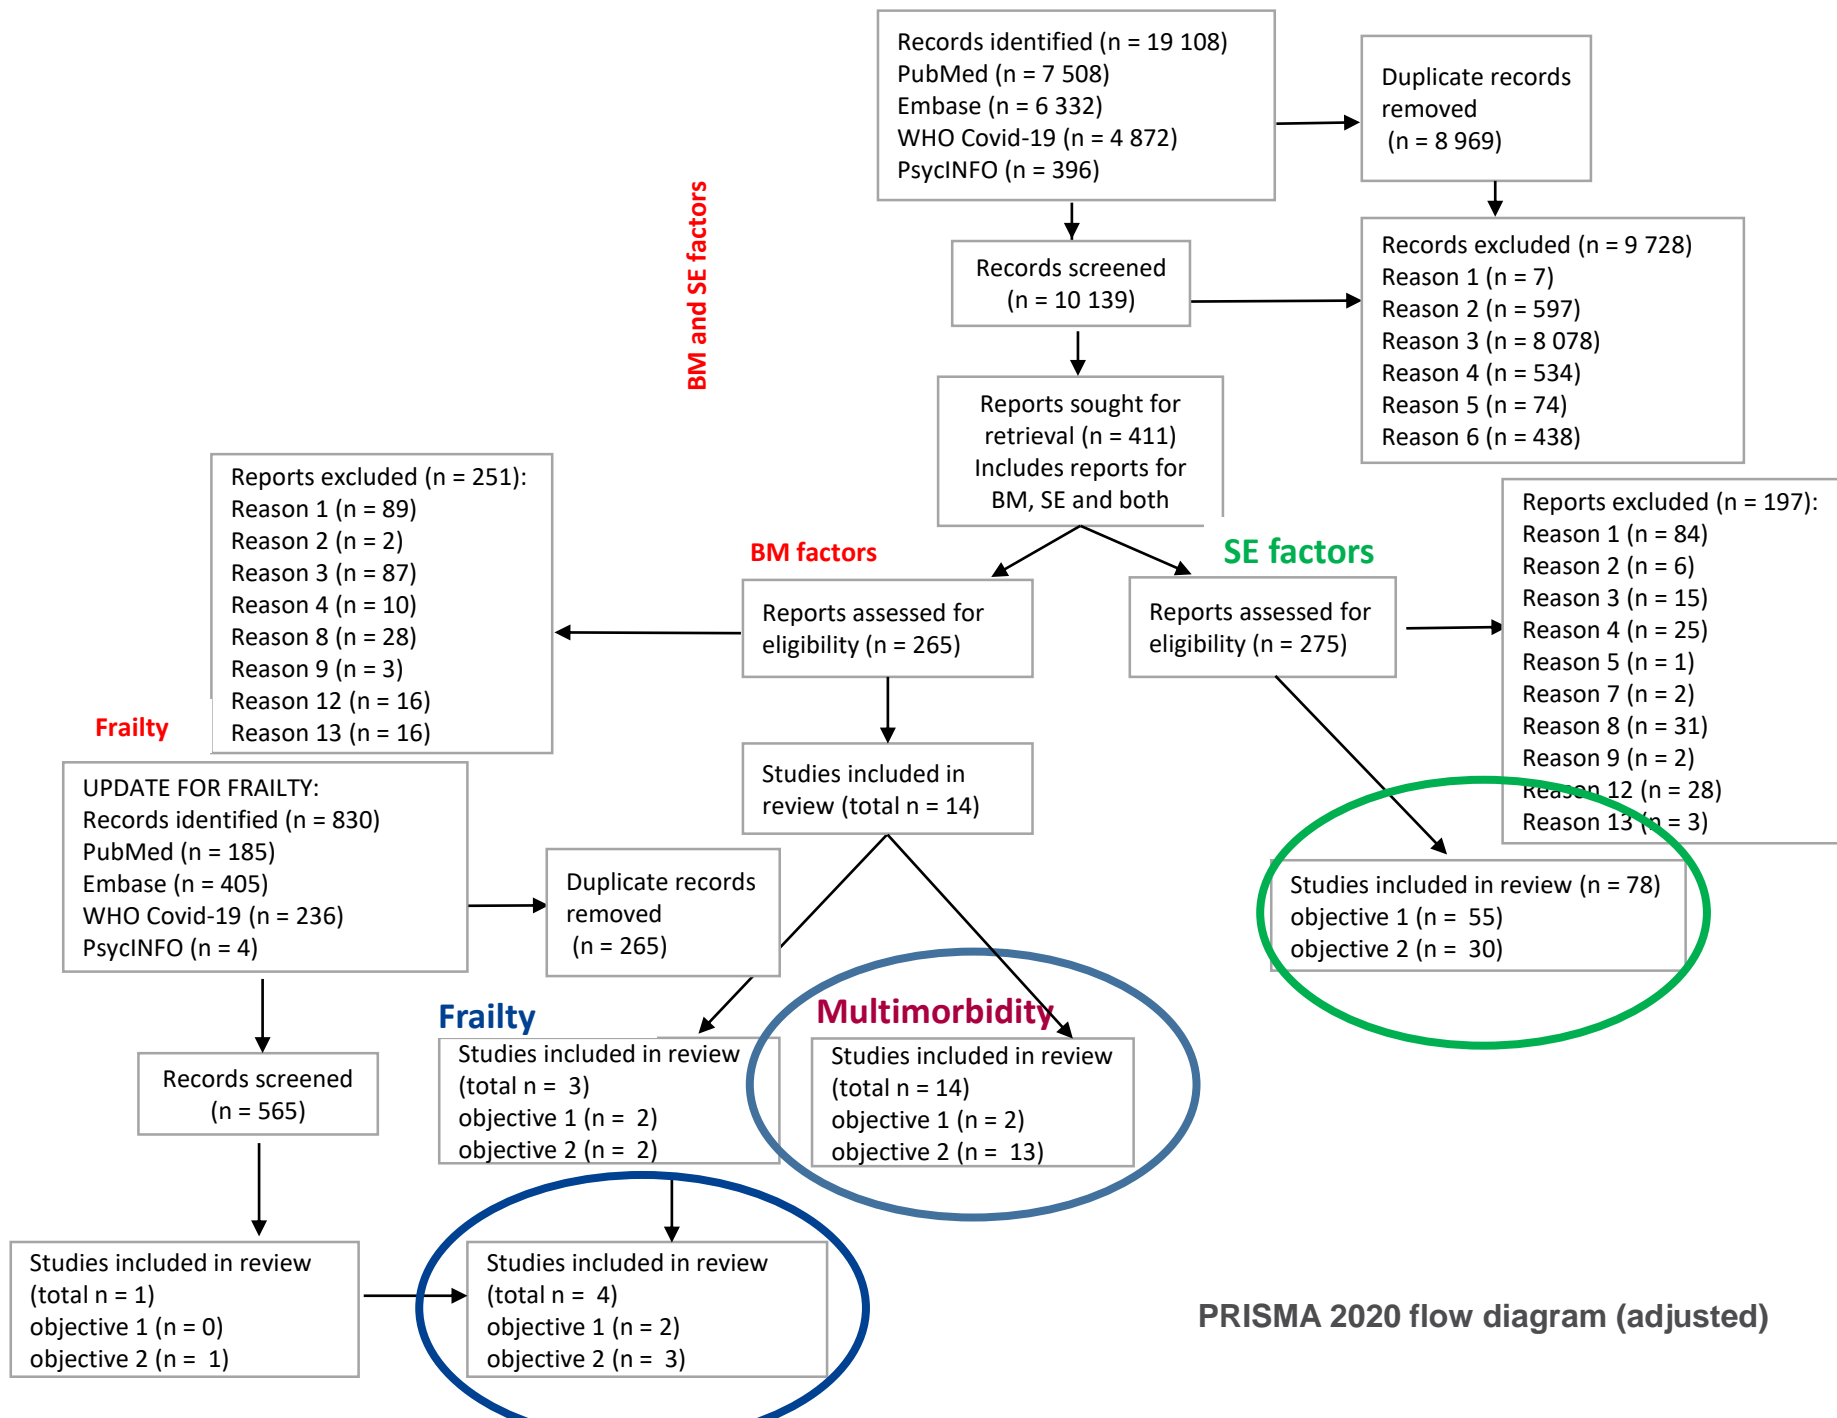 Records identified (n = 19 108)
PubMed (n = 7 508)
Embase (n = 6 332)
WHO Covid-19 (n = 4 872)
PsycINFO (n = 396)
Duplicate records
removed
(n = 8 969)
BM and SE factors
Records screened
(n = 10 139)
Records excluded (n = 9 728)
Reason 1 (n = 7)
Reason 2 (n = 597)
Reason 3 (n = 8 078)
Reason 4 (n = 534)
Reason 5 (n = 74)
Reason 6 (n = 438)
Reports sought for
retrieval (n = 411)
Includes reports for
BM, SE and both
Reports excluded (n = 251):
Reason 1 (n = 89)
Reason 2 (n = 2)
Reason 3 (n = 87)
Reason 4 (n = 10)
Reason 8 (n = 28)
Reason 9 (n = 3)
Reason 12 (n = 16)
Reason 13 (n = 16)
BM factors
Reports assessed for
eligibility (n = 265)
SE factors
Reports assessed for
eligibility (n = 275)
Reports excluded (n = 197):
Reason 1 (n = 84)
Reason 2 (n = 6)
Reason 3 (n = 15)
Reason 4 (n = 25)
Reason 5 (n = 1)
Reason 7 (n = 2)
Reason 8 (n = 31)
Reason 9 (n = 2)
Reason 12 (n = 28)
Reason 13 (n = 3)
Frailty
UPDATE FOR FRAILTY:
Records identified (n = 830)
PubMed (n = 185)
Embase (n = 405)
WHO Covid-19 (n = 236)
PsycINFO (n = 4)
Duplicate records
removed
(n = 265)
Studies included in
review (total n = 14)
Studies included in review (n = 78)
objective 1 (n = 55)
objective 2 (n = 30)
Frailty
Studies included in review
(total n = 3)
objective 1 (n = 2)
objective 2 (n = 2)
Multimorbidity
Studies included in review
(total n = 14)
objective 1 (n = 2)
objective 2 (n = 13)
Records screened
(n = 565)
Studies included in review
(total n = 1)
objective 1 (n = 0)
objective 2 (n = 1)
Studies included in review
(total n = 4)
objective 1 (n = 2)
objective 2 (n = 3)
PRISMA 2020 flow diagram (adjusted)